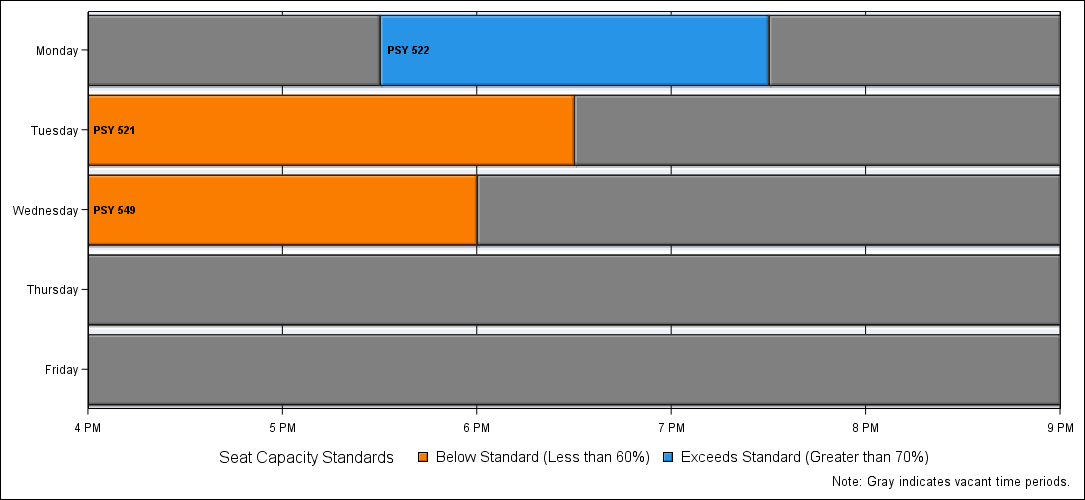 Monday
PSY 522
Tuesday
PSY 521
Wednesday
PSY 549
Thursday
Friday
4 PM 5 PM 6 PM 7 PM 8 PM 9 PM
Seat Capacity Standards Below Standard (Less than 60%) Exceeds Standard (Greater than 70%)
Note: Gray indicates vacant time periods.